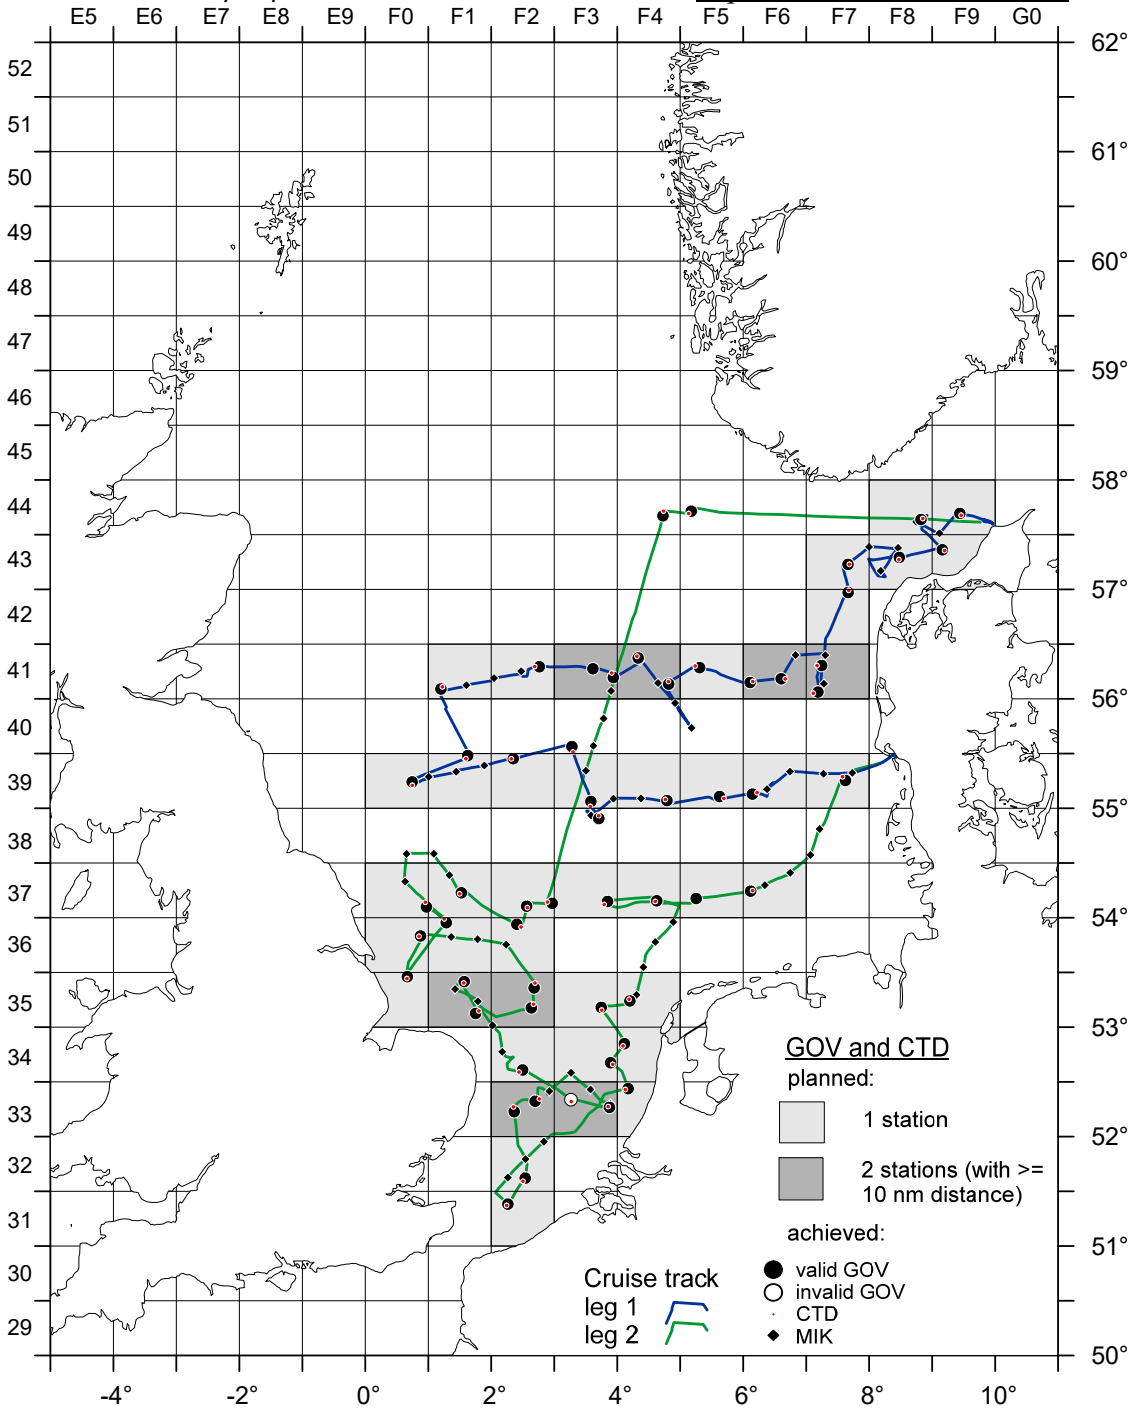 E5 E6 E7 E8 E9 F0 F1 F2 F3 F4 F5 F6 F7 F8 F9 G0
62°
52
51
61°
50
49
60°
48
47
59°
46
45
58°
44
43
57°
42
41
56°
40
39
55°
38
37
54°
36
35
53°
34
33
52°
32
31
51°
30
29
50°
GOV and CTD
planned:
1 station
2 stations (with >=
10 nm distance)
achieved:
valid GOV
invalid GOV
CTD
MIK
Cruise track
leg 1
leg 2
-4° -2° 0° 2° 4° 6° 8° 10°